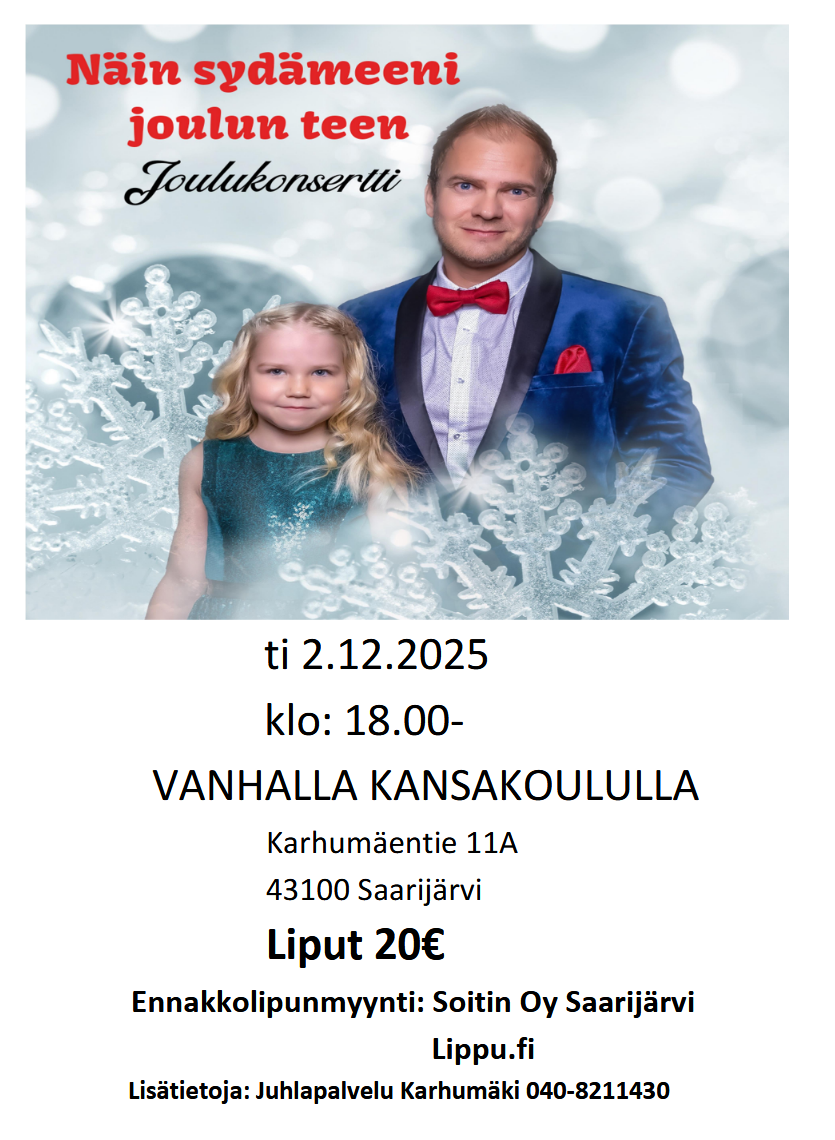 Näin sydämeeni
joulun teen
Joulukonsertti
ti 2.12.2025
klo: 18.00-
VANHALLA KANSAKOULULLA
Karhumäentie 11A
43100 Saarijärvi
Liput 20€
Ennakkolipunmyynti: Soitin Oy Saarijärvi
Lippu.fi
Lisätietoja: Juhlapalvelu Karhumäki 040-8211430